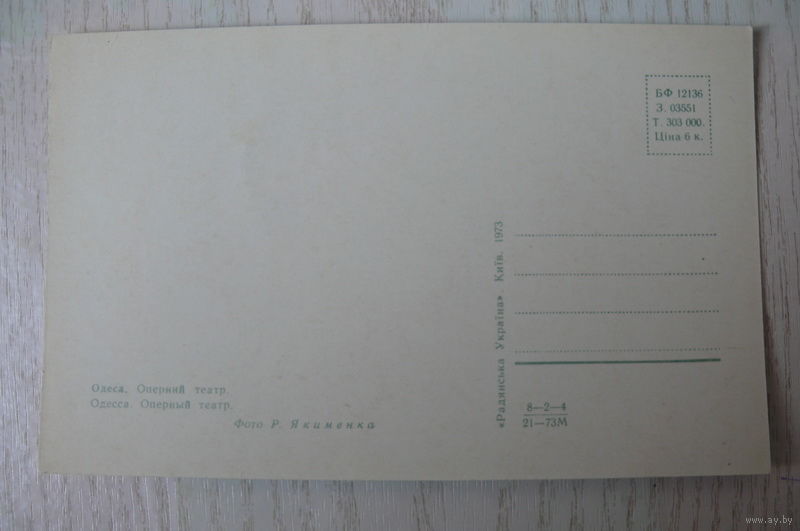 БФ 12136
З. 03551
Т. 303 000.
Ціна 6 к.
«Радянська Україна». Київ. 1973
Одеса. Оперний театр.
Одесса. Оперный театр.
Фото Р. Якименка
8—2—4
21—73М
www.ay.by